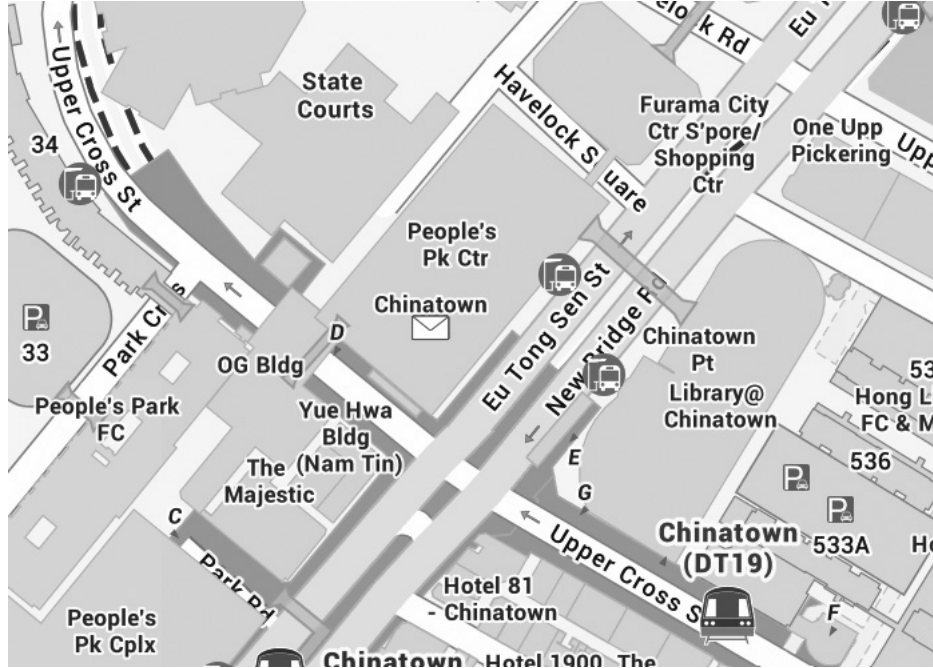 Upper Cross St
34
State
Courts
Havelock Rd
Eu T
Havelock Square
Furama City
Ctr S'pore/
Shopping
Ctr
One Upp
Pickering
Upp
People's
Pk Ctr
Chinatown
D
P
33
Park Cres
OG Bldg
People's Park
FC
Yue Hwa
Bldg
(Nam Tin)
The
Majestic
C
Park Rd
People's
Pk Cplx
Eu Tong Sen St
New Bridge Rd
Chinatown
Pt
Library@
Chinatown
E
G
53
Hong L
FC & M
536
P
P
533A
Ho
Chinatown
(DT19)
Upper Cross S
Hotel 81
- Chinatown
F
Chinatown
Hotel 1900
The